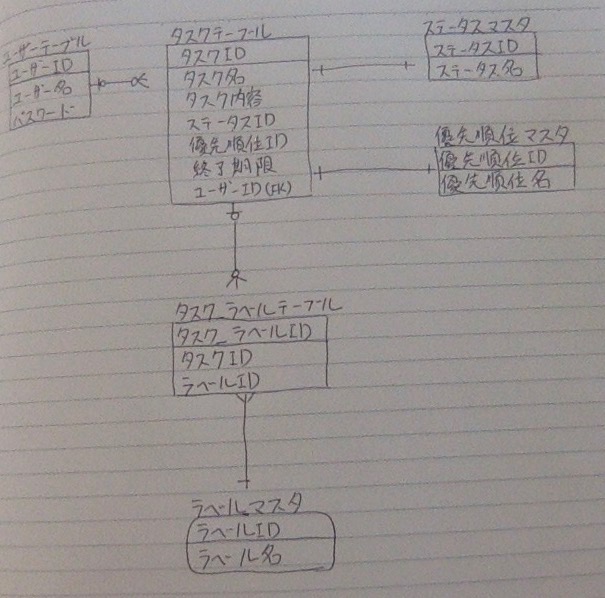 ユーザーテーブル
ユーザーID
ユーザー名
パスワード
タスクテーブル
タスクID
タスク名
タスク内容
ステータスID
優先順位ID
終了期限
ユーザーID(FK)
ステータスマスタ
ステータスID
ステータス名
優先順位マスタ
優先順位ID
優先順位名
タスク_ラベルテーブル
タスク_ラベルID
タスクID
ラベルID
ラベルマスタ
ラベルID
ラベル名